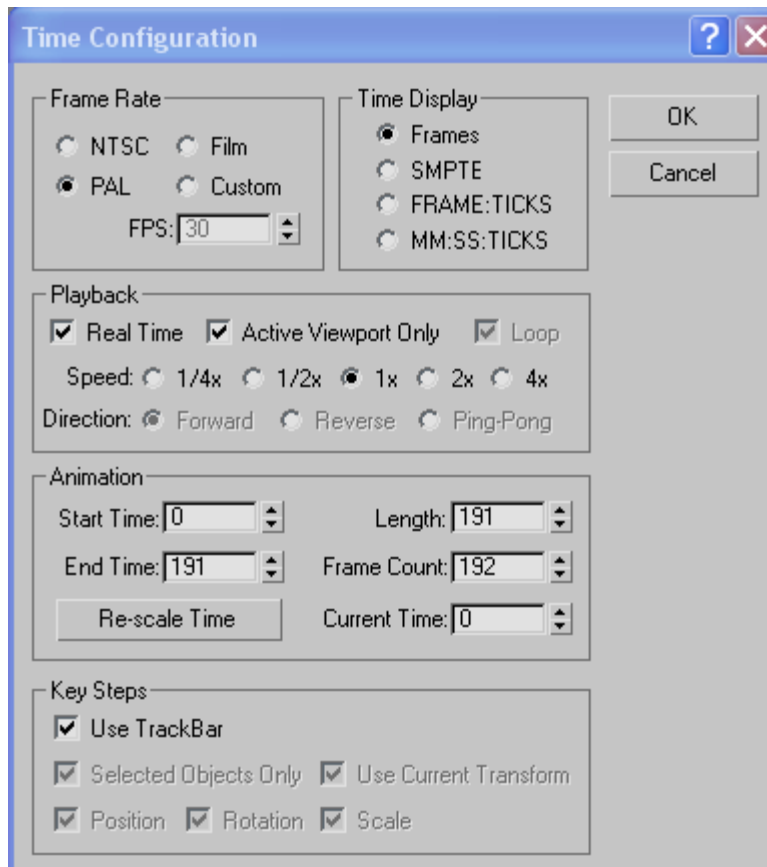 Time Configuration
Frame Rate
NTSC Film
PAL Custom
FPS: 30
Time Display
Frames
SMPTE
FRAME:TICKS
MM:SS:TICKS
OK
Cancel
Playback
Real Time Active Viewport Only Loop
Speed: 1/4x 1/2x 1x 2x 4x
Direction: Forward Reverse Ping-Pong
Animation
Start Time: 0 Length: 191
End Time: 191 Frame Count: 192
Re-scale Time Current Time: 0
Key Steps
Use TrackBar
Selected Objects Only Use Current Transform
Position Rotation Scale